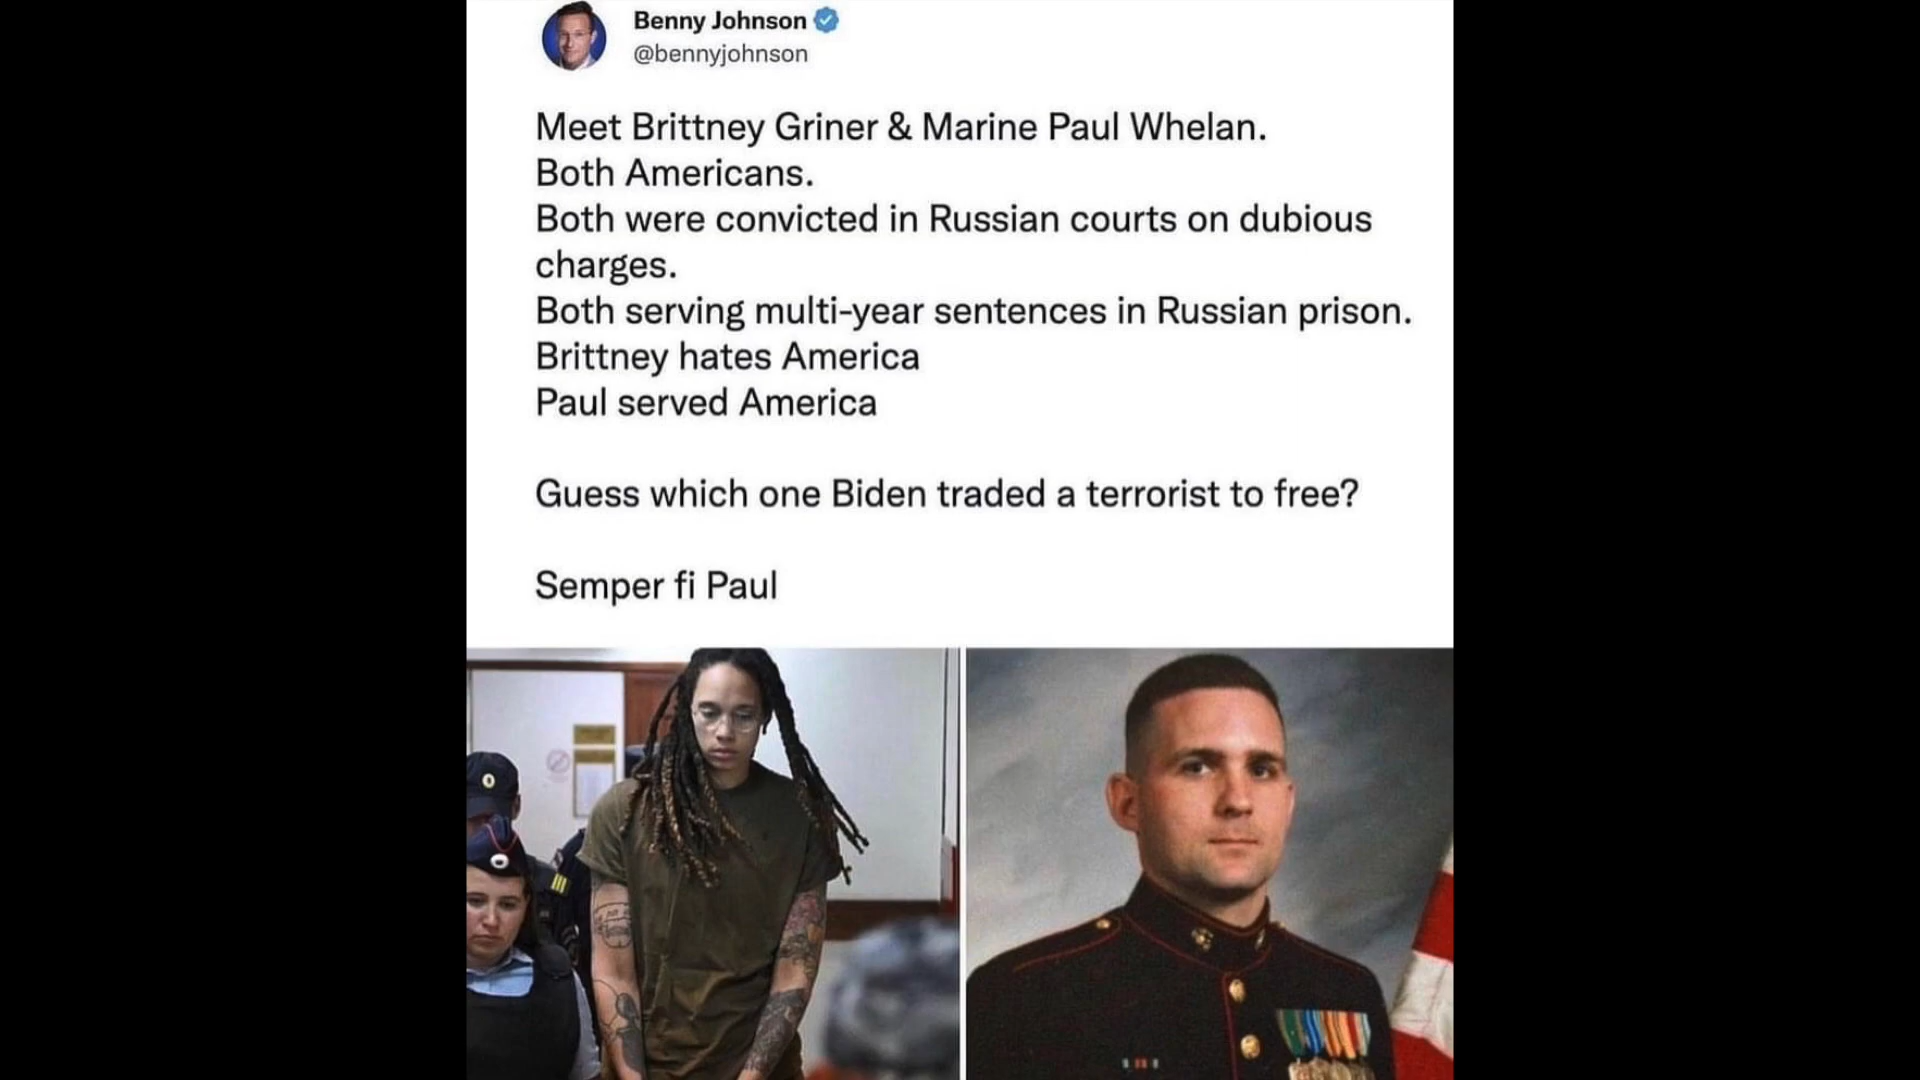 Benny Johnson
@bennyjohnson
Meet Brittney Griner & Marine Paul Whelan.
Both Americans.
Both were convicted in Russian courts on dubious
charges.
Both serving multi-year sentences in Russian prison.
Brittney hates America
Paul served America
Guess which one Biden traded a terrorist to free?
Semper fi Paul